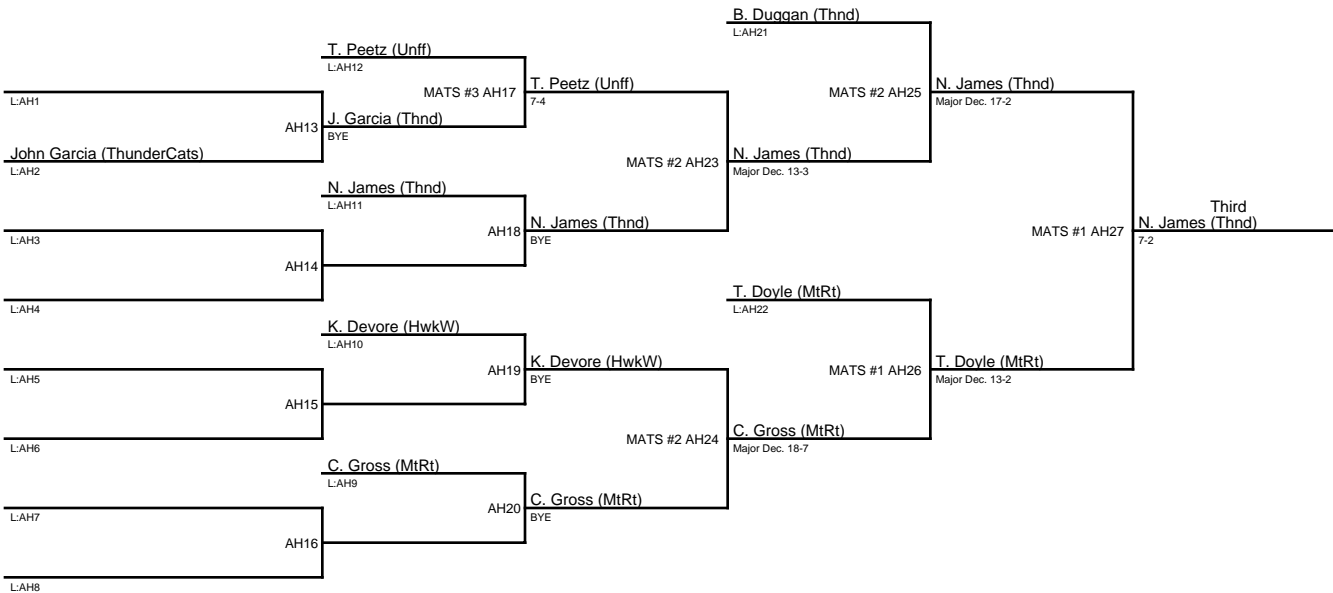 B. Duggan (Thnd)
L:AH21
T. Peetz (Unff)
L:AH12
MATS #3 AH17
T. Peetz (Unff)
7-4
MATS #2 AH25
N. James (Thnd)
Major Dec. 17-2
L:AH1
AH13
J. Garcia (Thnd)
BYE
John Garcia (ThunderCats)
L:AH2
MATS #2 AH23
N. James (Thnd)
Major Dec. 13-3
N. James (Thnd)
L:AH11
L:AH3
AH18
N. James (Thnd)
BYE
MATS #1 AH27
Third
N. James (Thnd)
7-2
AH14
L:AH4
T. Doyle (MtRt)
L:AH22
K. Devore (HwkW)
L:AH10
L:AH5
AH19
K. Devore (HwkW)
BYE
MATS #1 AH26
T. Doyle (MtRt)
Major Dec. 13-2
AH15
L:AH6
MATS #2 AH24
C. Gross (MtRt)
Major Dec. 18-7
C. Gross (MtRt)
L:AH9
L:AH7
AH20
C. Gross (MtRt)
BYE
AH16
L:AH8